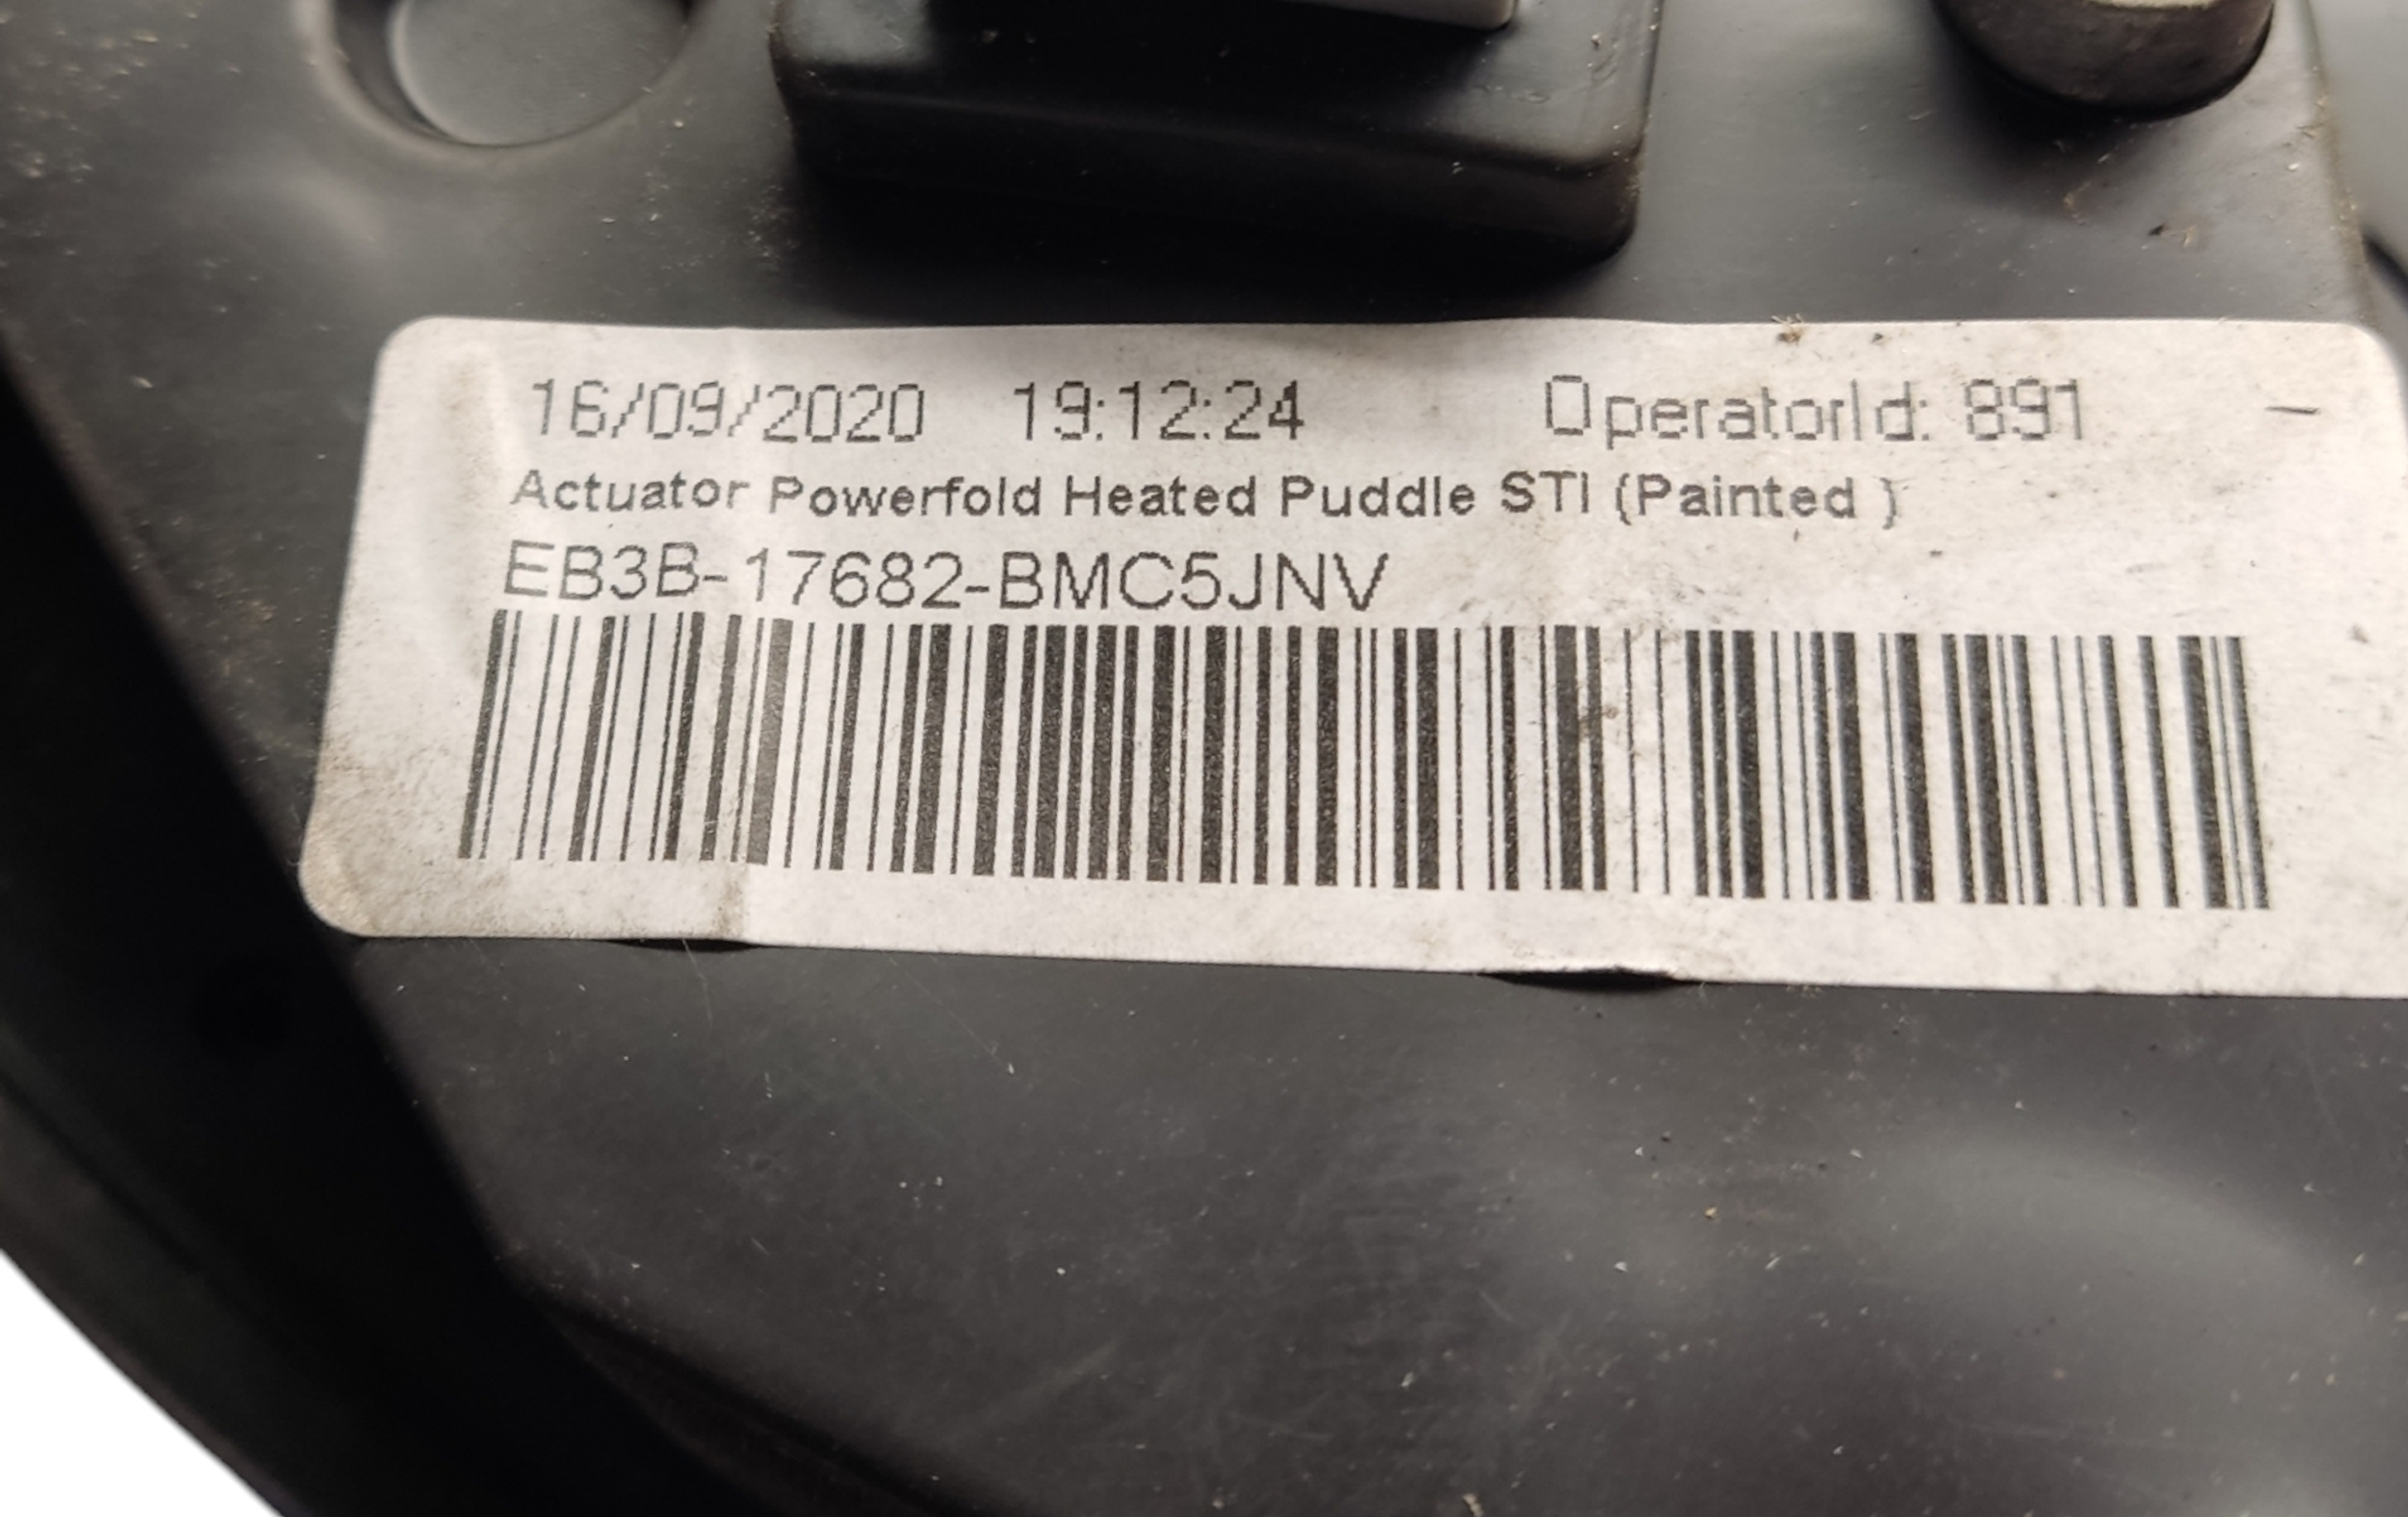 16/09/2020 19:12:24 OperatorId: 891 -
Actuator Powerfold Heated Puddle STI (Painted )
EB3B-17682-BMC5JNV